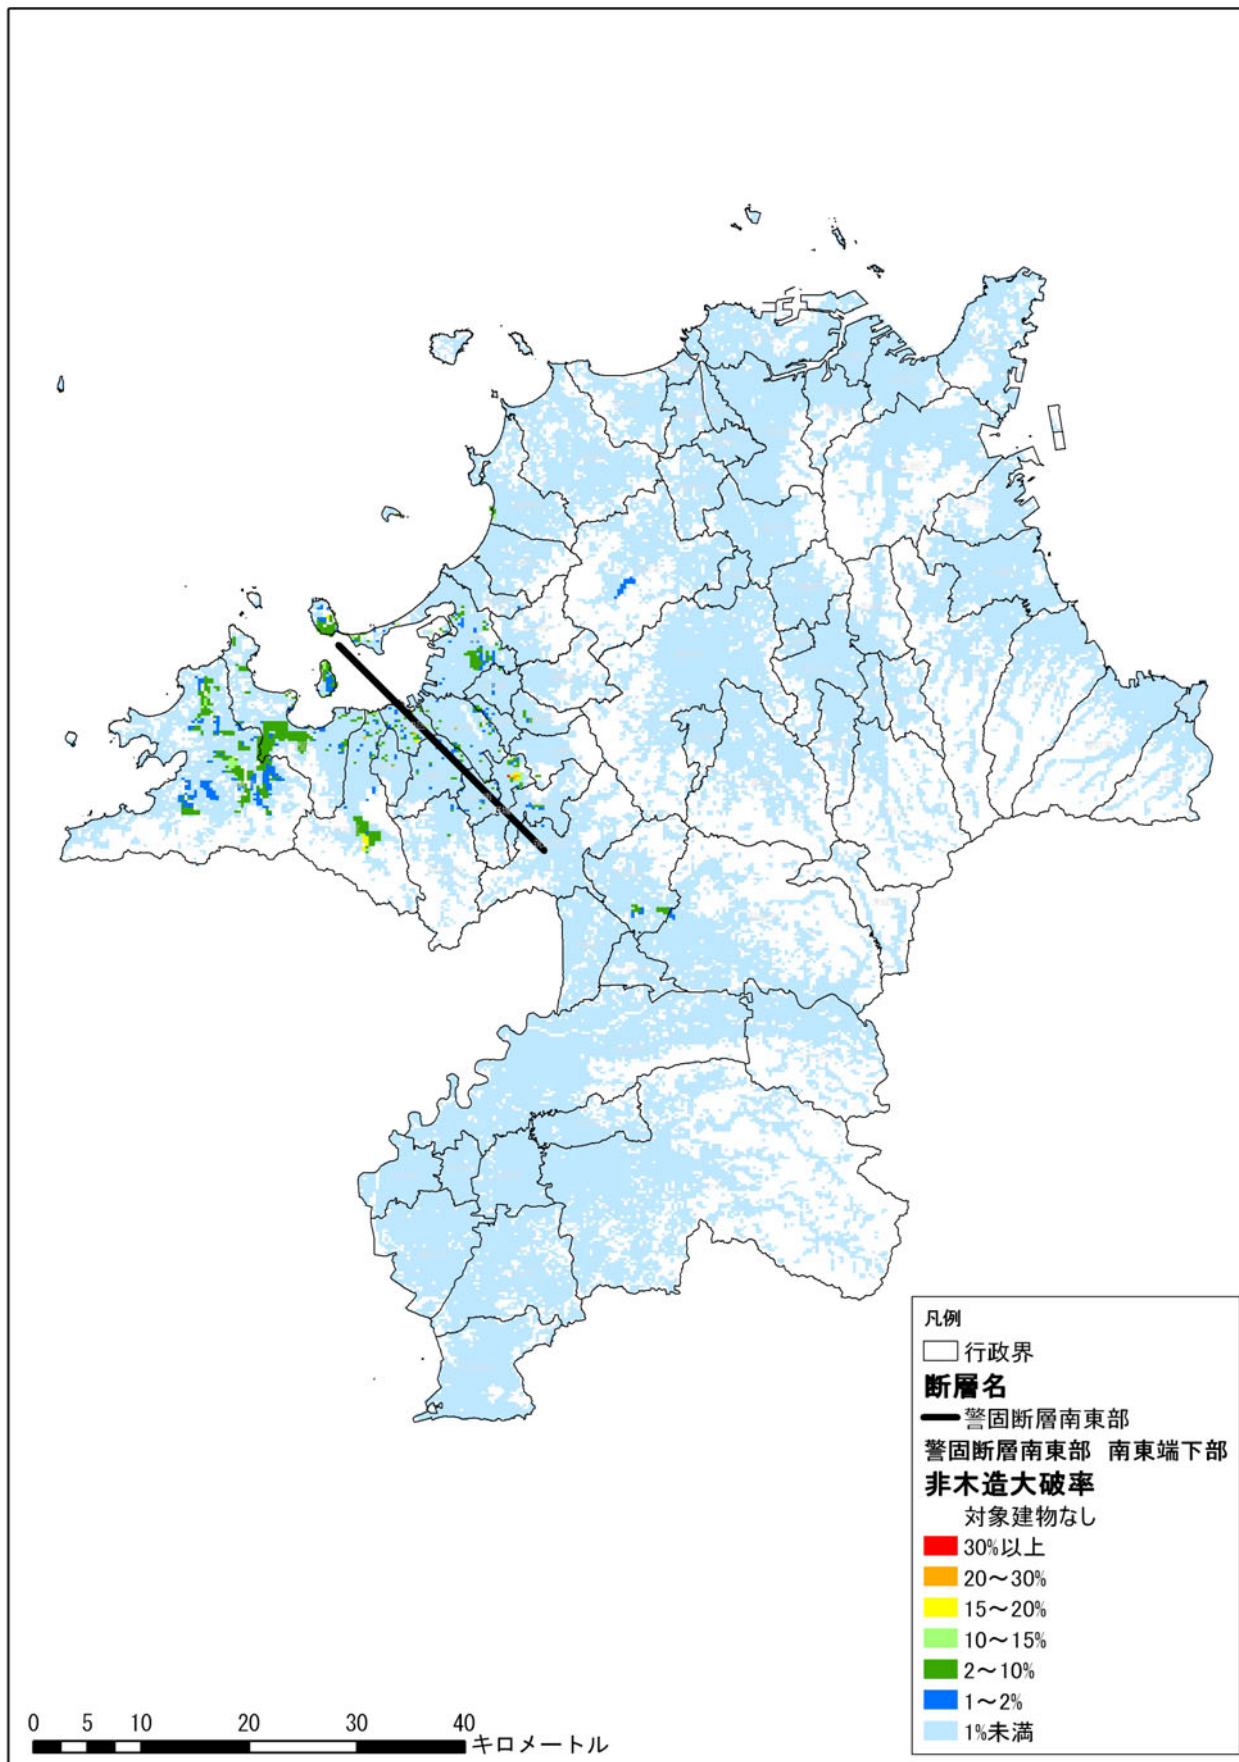 凡例
行政界
断層名
警固断層南東部
警固断層南東部 南東端下部
非木造大破率
対象建物なし
30%以上
20～30%
15～20%
10～15%
2～10%
1～2%
1%未満
0 5 10 20 30 40
キロメートル